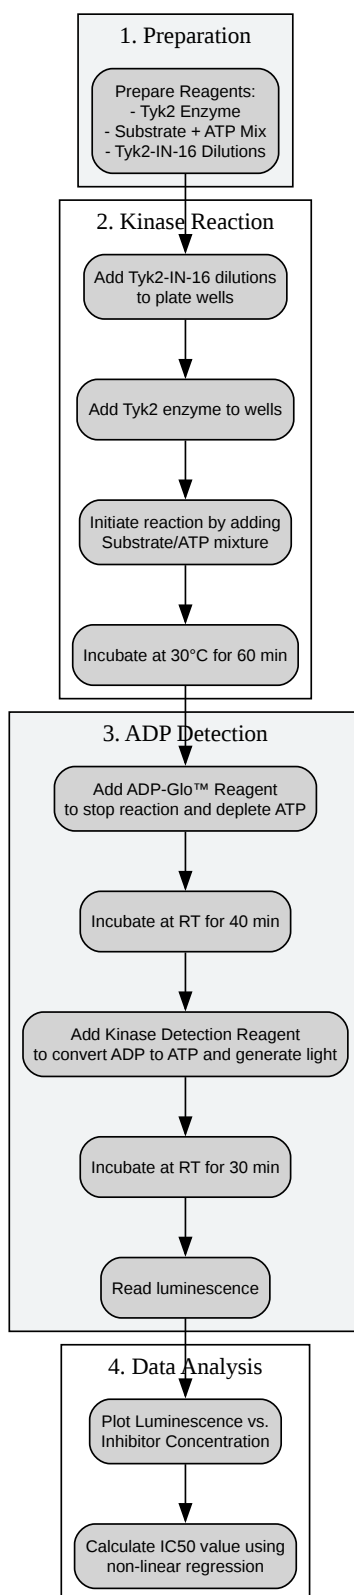 1. Preparation
Prepare Reagents:
- Tyk2 Enzyme
- Substrate + ATP Mix
- Tyk2-IN-16 Dilutions
2. Kinase Reaction
Add Tyk2-IN-16 dilutions
to plate wells
Add Tyk2 enzyme to wells
Initiate reaction by adding
Substrate/ATP mixture
Incubate at 30°C for 60 min
3. ADP Detection
Add ADP-Glo™ Reagent
to stop reaction and deplete ATP
Incubate at RT for 40 min
Add Kinase Detection Reagent
to convert ADP to ATP and generate light
Incubate at RT for 30 min
Read luminescence
4. Data Analysis
Plot Luminescence vs.
Inhibitor Concentration
Calculate IC50 value using
non-linear regression